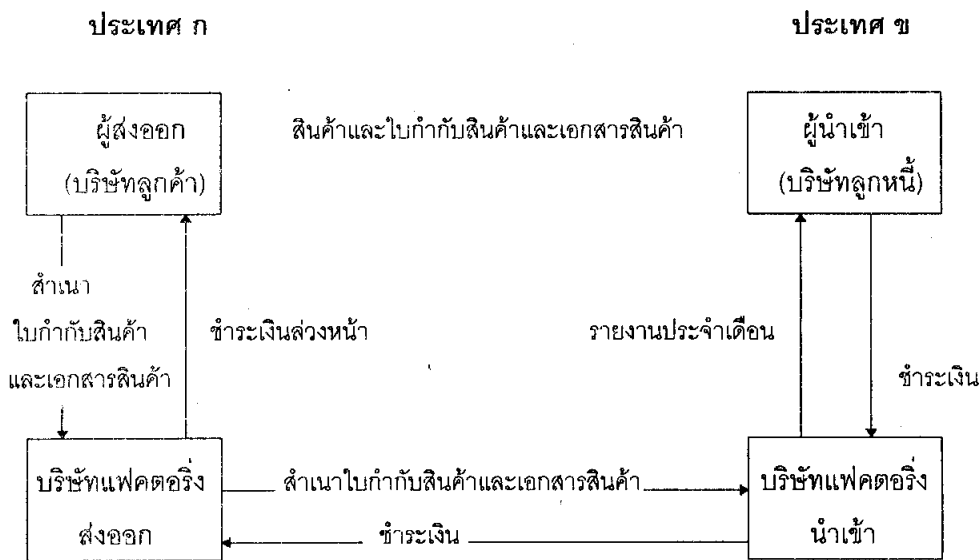 ประเทศ ก
ประเทศ ข
ผู้ส่งออก
(บริษัทลูกค้า)
สินค้าและใบกำกับสินค้าและเอกสารสินค้า
ผู้นำเข้า
(บริษัทลูกหนี้)
สำเนา
ใบกำกับสินค้า
และเอกสารสินค้า
ชำระเงินล่วงหน้า
รายงานประจำเดือน
ชำระเงิน
บริษัทแฟคตอริ่ง
ส่งออก
สำเนาใบกำกับสินค้าและเอกสารสินค้า
ชำระเงิน
บริษัทแฟคตอริ่ง
นำเข้า